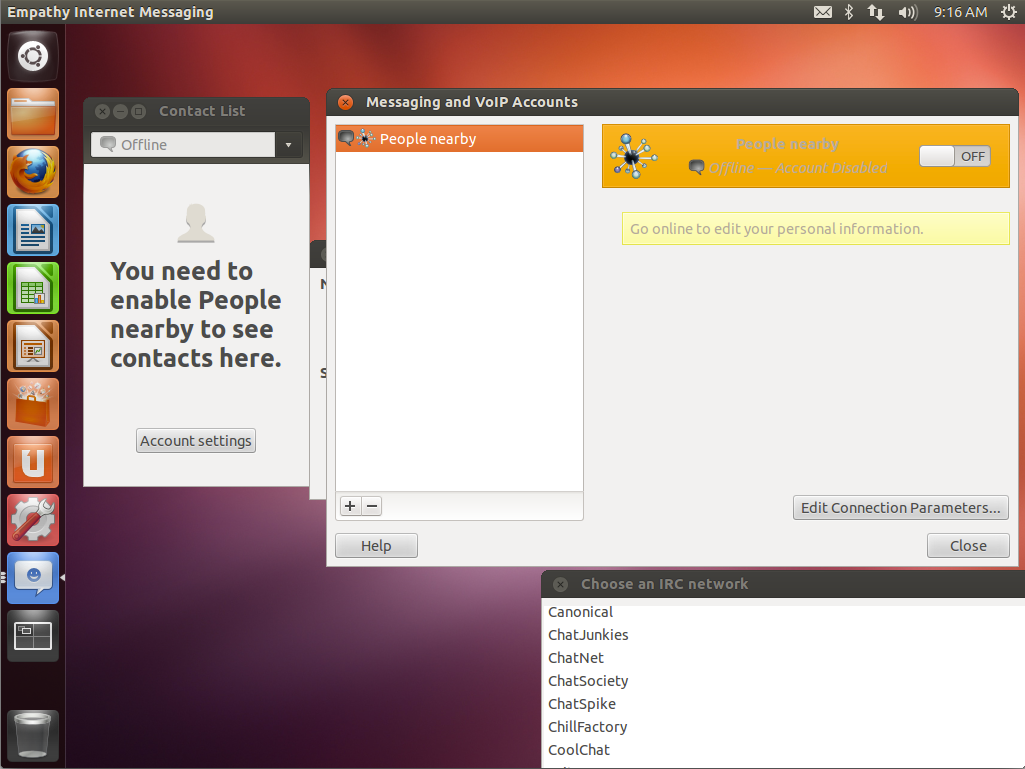 Empathy Internet Messaging
9:16 AM
Contact List
Offline
You need to
enable People
nearby to see
contacts here.
Account settings
Messaging and VoIP Accounts
People nearby
People nearby
Offline — Account Disabled
OFF
Go online to edit your personal information.
Edit Connection Parameters...
Help
Close
Choose an IRC network
Canonical
ChatJunkies
ChatNet
ChatSociety
ChatSpike
ChillFactory
CoolChat